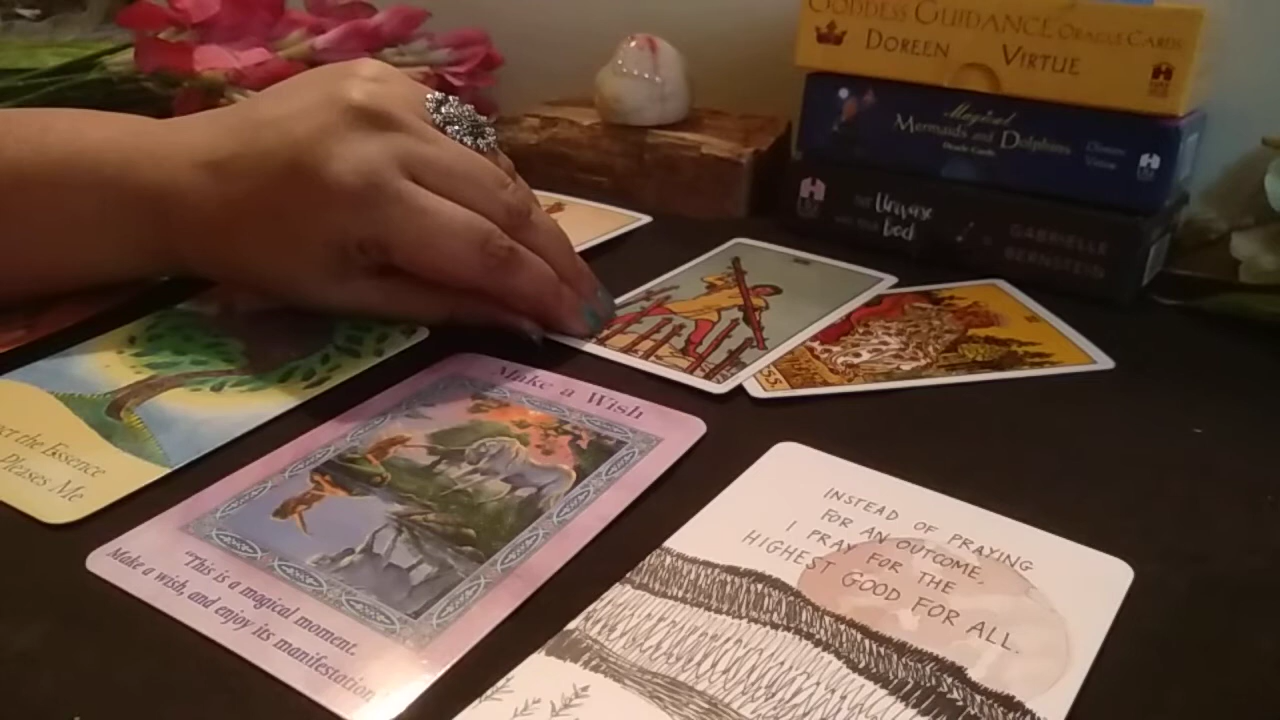 GODDESS GUIDANCE ORACLE CARDS
DOREEN VIRTUE
Magical
Mermaids and Dolphins
Oracle Cards
THE Universe
HAS YOUR Back
GABRIELLE
BERNSTEIN
Make a Wish
"This is a magical moment.
Make a wish, and enjoy its manifestation
the Essence
Pleases Me
INSTEAD OF PRAYING
FOR AN OUTCOME,
I PRAY FOR THE
HIGHEST GOOD FOR ALL.